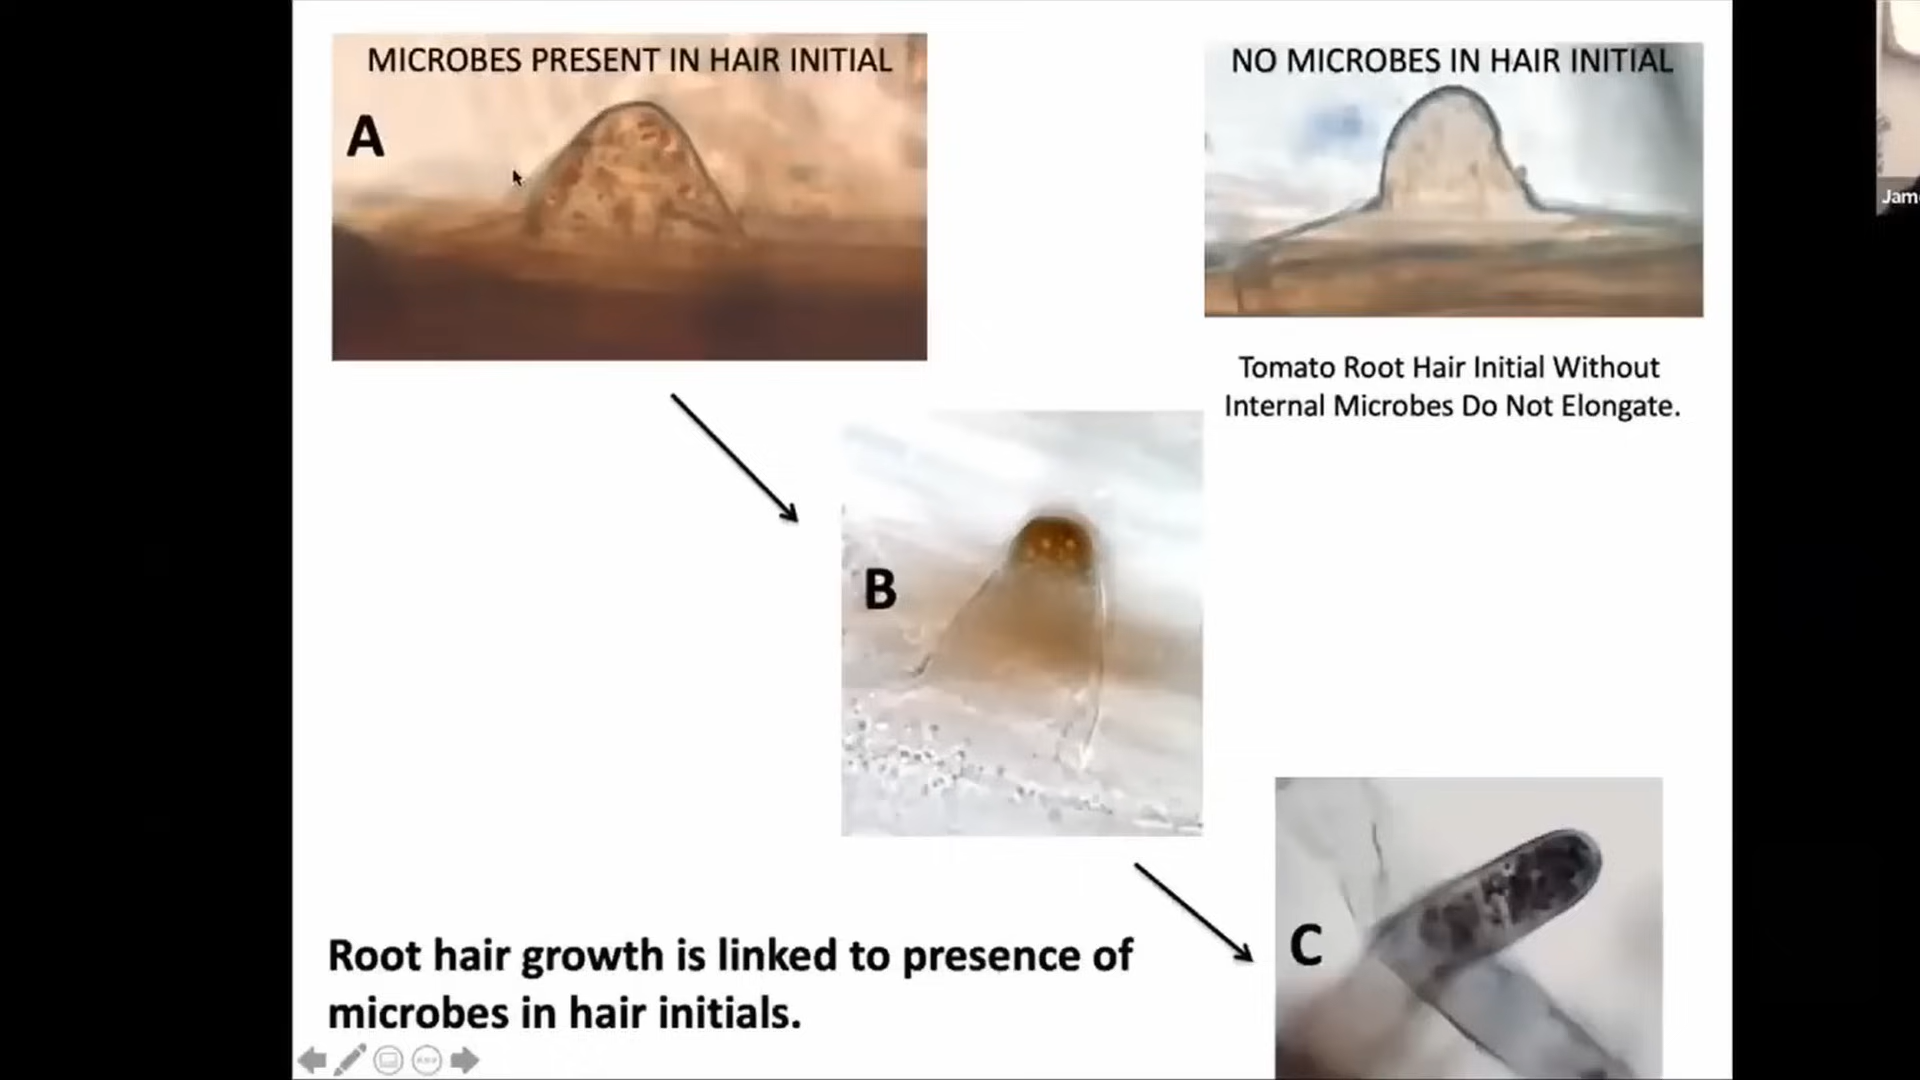 MICROBES PRESENT IN HAIR INITIAL
A
NO MICROBES IN HAIR INITIAL
Tomato Root Hair Initial Without
Internal Microbes Do Not Elongate.
B
C
Root hair growth is linked to presence of
microbes in hair initials.
Jam